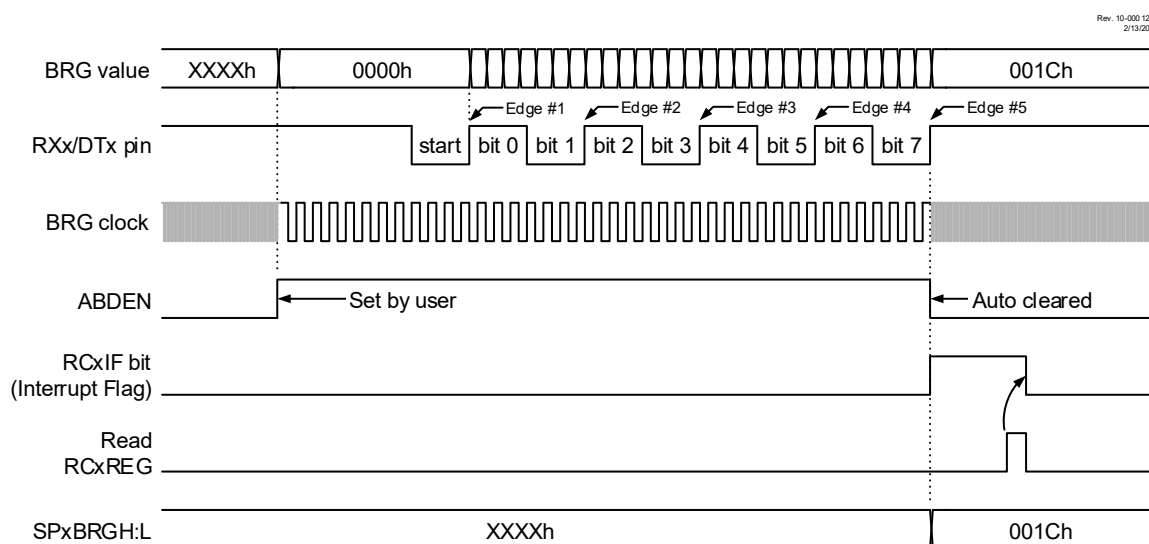 Rev. 10-000 12
2/13/20
BRG value XXXXh 0000h 001Ch
Edge #1 Edge #2 Edge #3 Edge #4 Edge #5
RXx/DTx pin start bit 0 bit 1 bit 2 bit 3 bit 4 bit 5 bit 6 bit 7
BRG clock
ABDEN Set by user Auto cleared
RCxIF bit
(Interrupt Flag)
Read
RCxREG
SPxBRGH:L XXXXh 001Ch